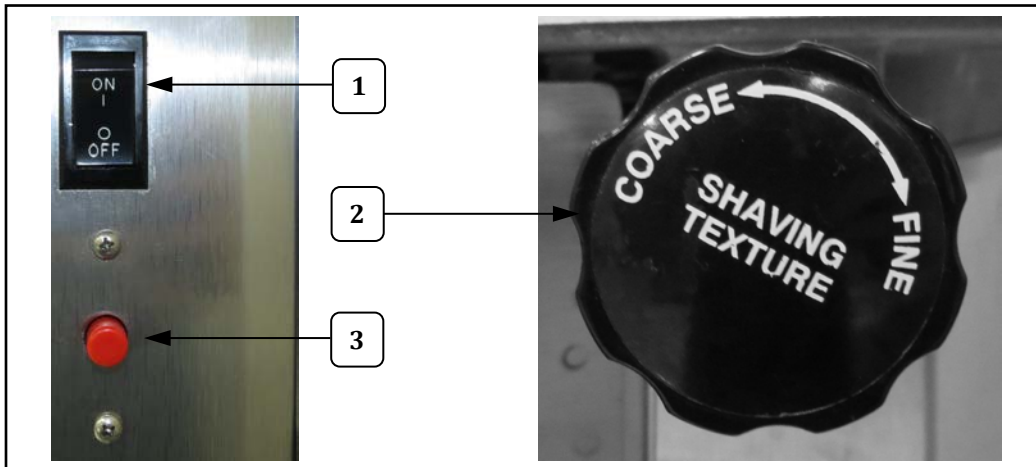 ON
I
O
OFF
1
2
3
COARSE
FINE
SHAVING
TEXTURE